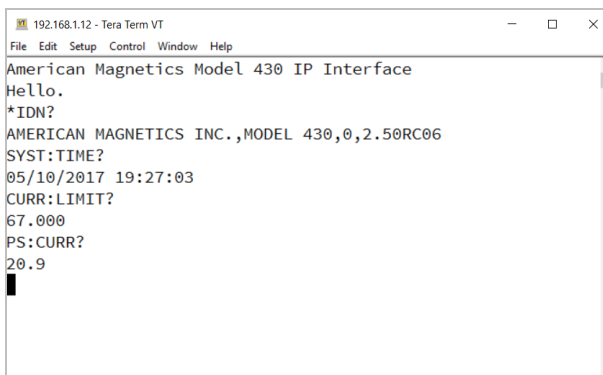 192.168.1.12 - Tera Term VT
File Edit Setup Control Window Help
American Magnetics Model 430 IP Interface
Hello.
*IDN?
AMERICAN MAGNETICS INC.,MODEL 430,0,2.50RC06
SYST:TIME?
05/10/2017 19:27:03
CURR:LIMIT?
67.000
PS:CURR?
20.9